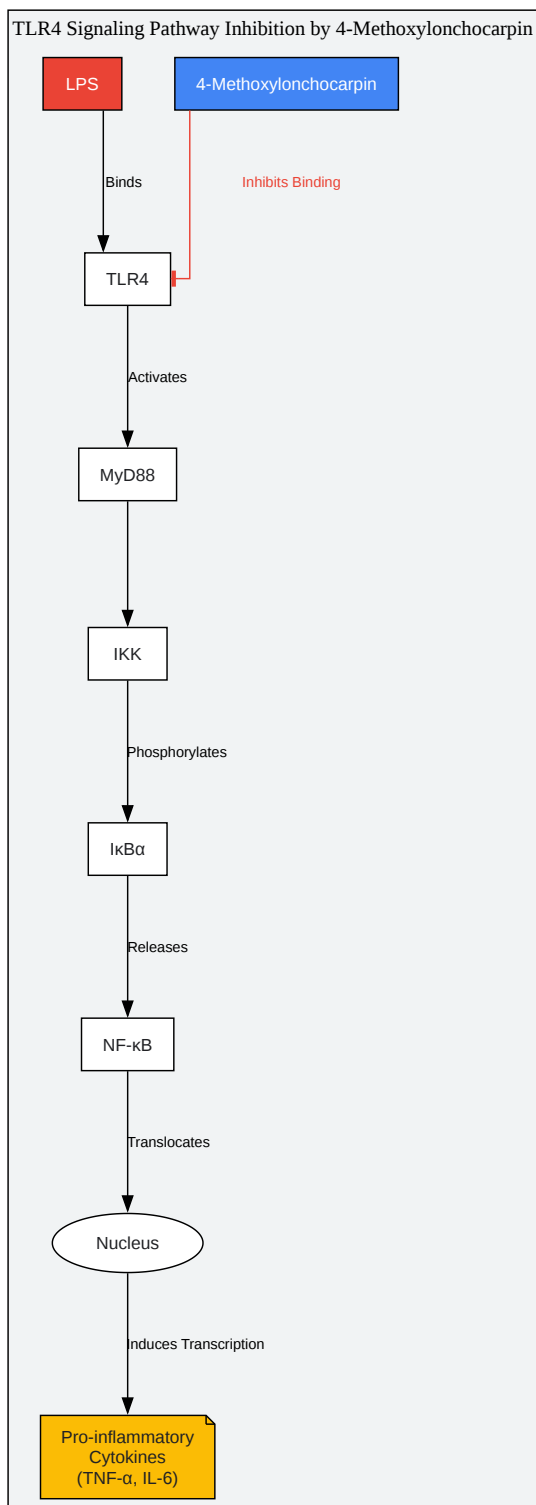 TLR4 Signaling Pathway Inhibition by 4-Methoxylonchocarpin
LPS
4-Methoxylonchocarpin
Binds
Inhibits Binding
TLR4
Activates
MyD88
IKK
Phosphorylates
IκBα
Releases
NF-κB
Translocates
Nucleus
Induces Transcription
Pro-inflammatory
Cytokines
(TNF-α, IL-6)